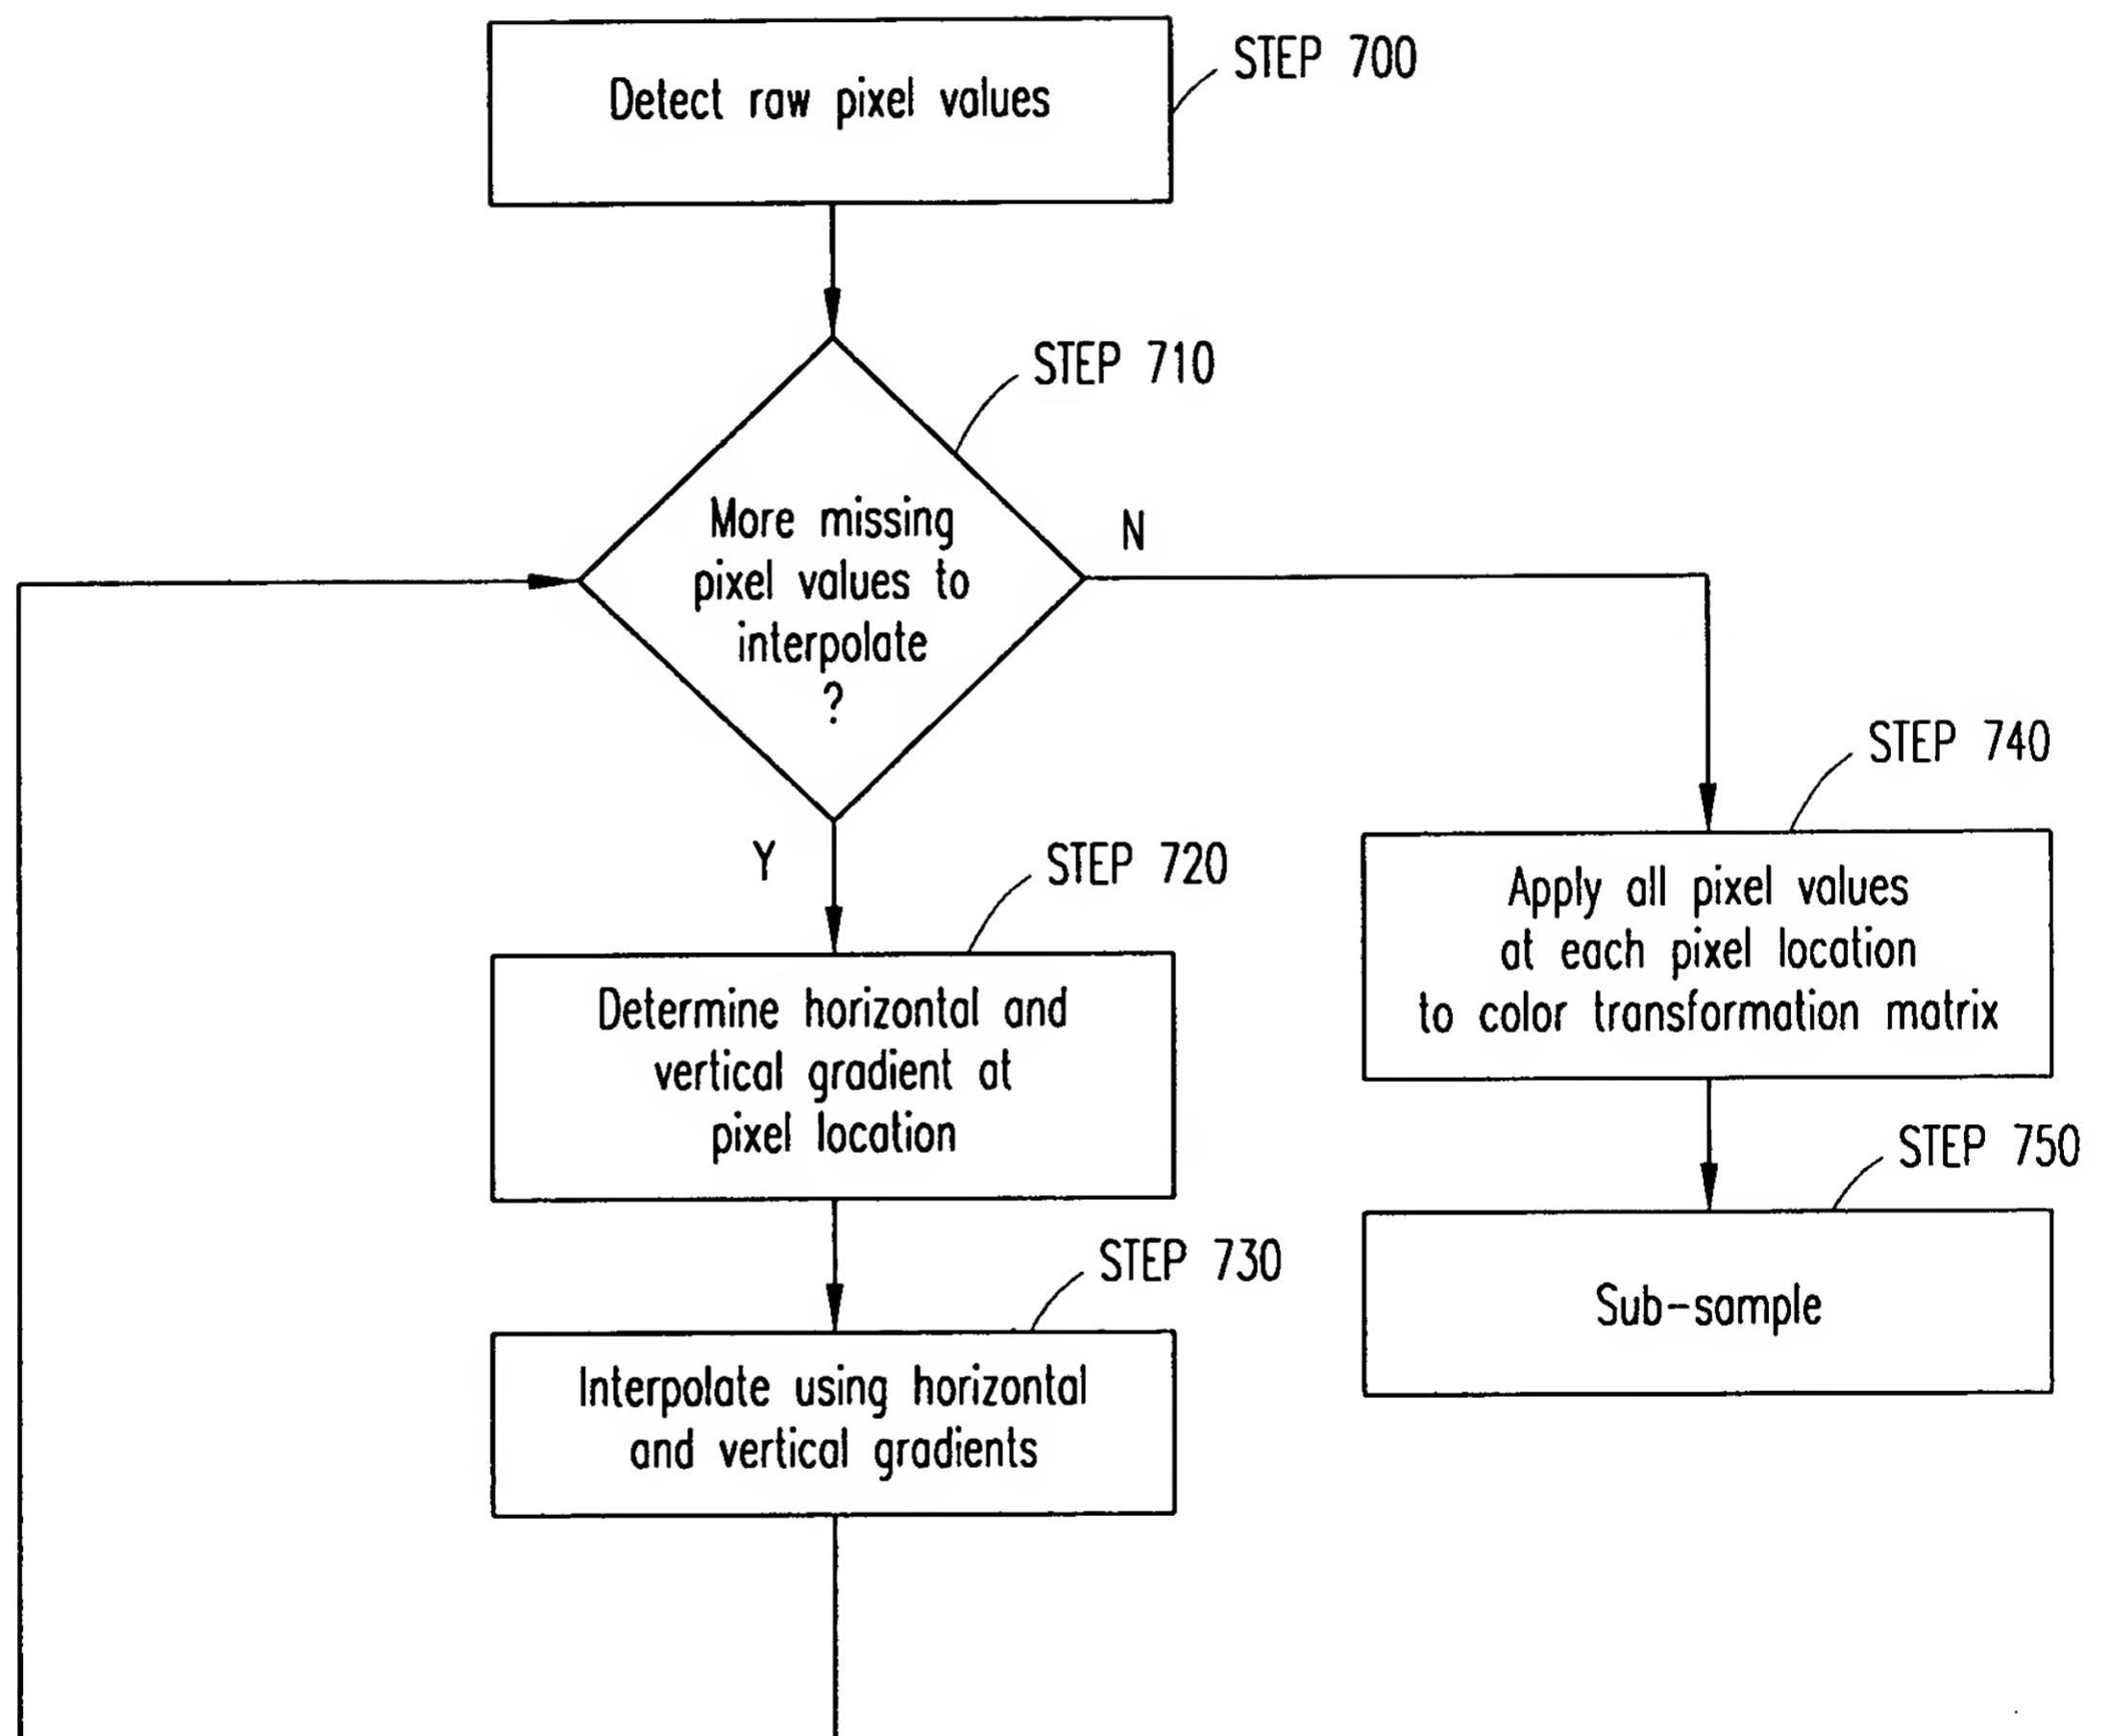 STEP 700
Detect raw pixel values
STEP 710
More missing
pixel values to
interpolate
?
N
Y
STEP 720
Determine horizontal and
vertical gradient at
pixel location
STEP 730
Interpolate using horizontal
and vertical gradients
STEP 740
Apply all pixel values
at each pixel location
to color transformation matrix
STEP 750
Sub-sample